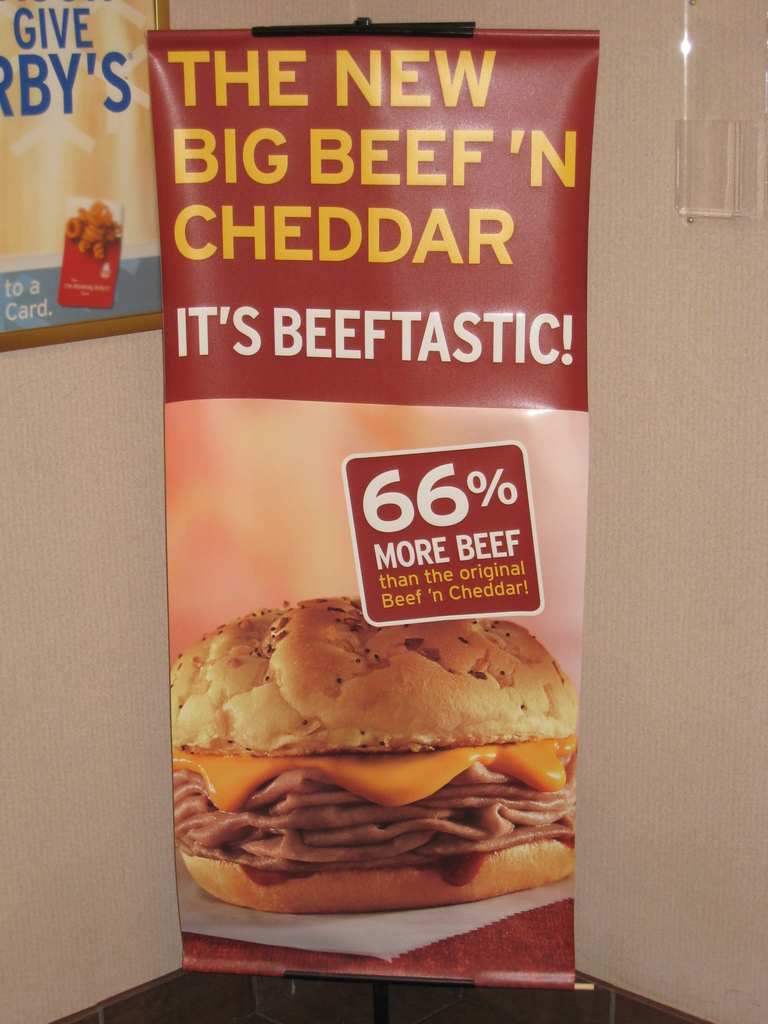 GIVE
RBY'S
to a
Card.
THE NEW
BIG BEEF 'N
CHEDDAR
IT'S BEEFTASTIC!
66%
MORE BEEF
than the original
Beef 'n Cheddar!